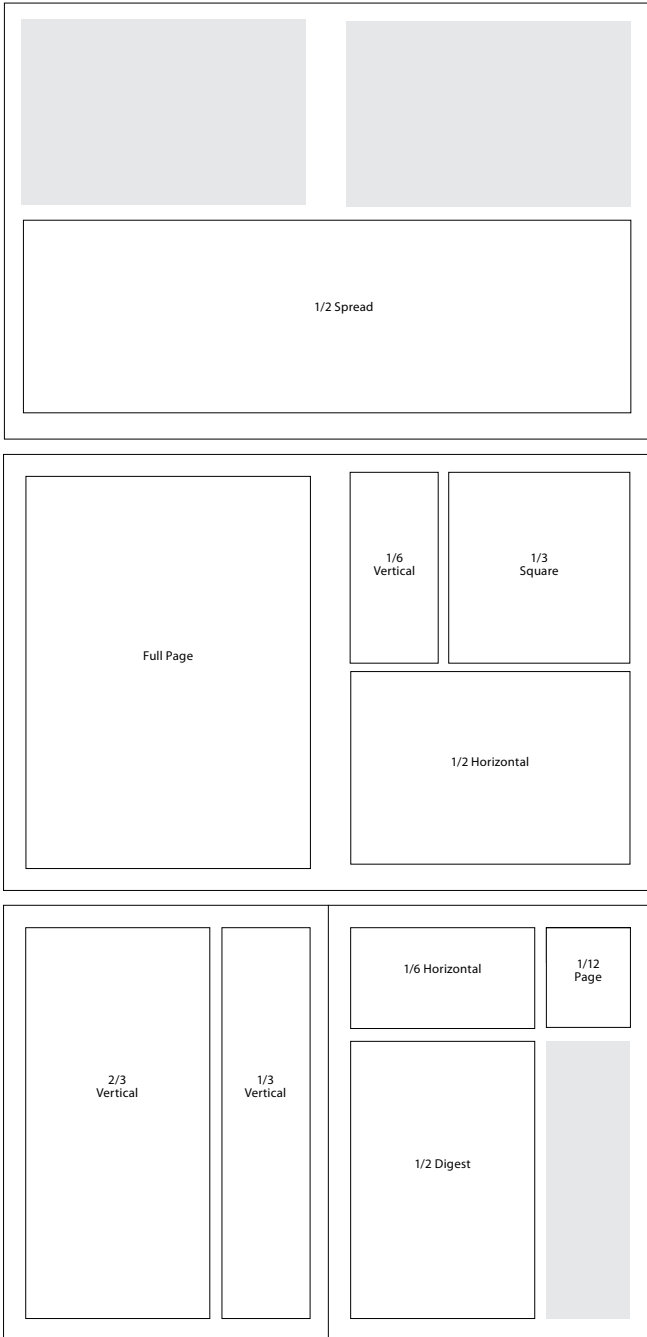 1/2 Spread
Full Page
1/6
Vertical
1/3
Square
1/2 Horizontal
2/3
Vertical
1/3
Vertical
1/6 Horizontal
1/12
Page
1/2 Digest